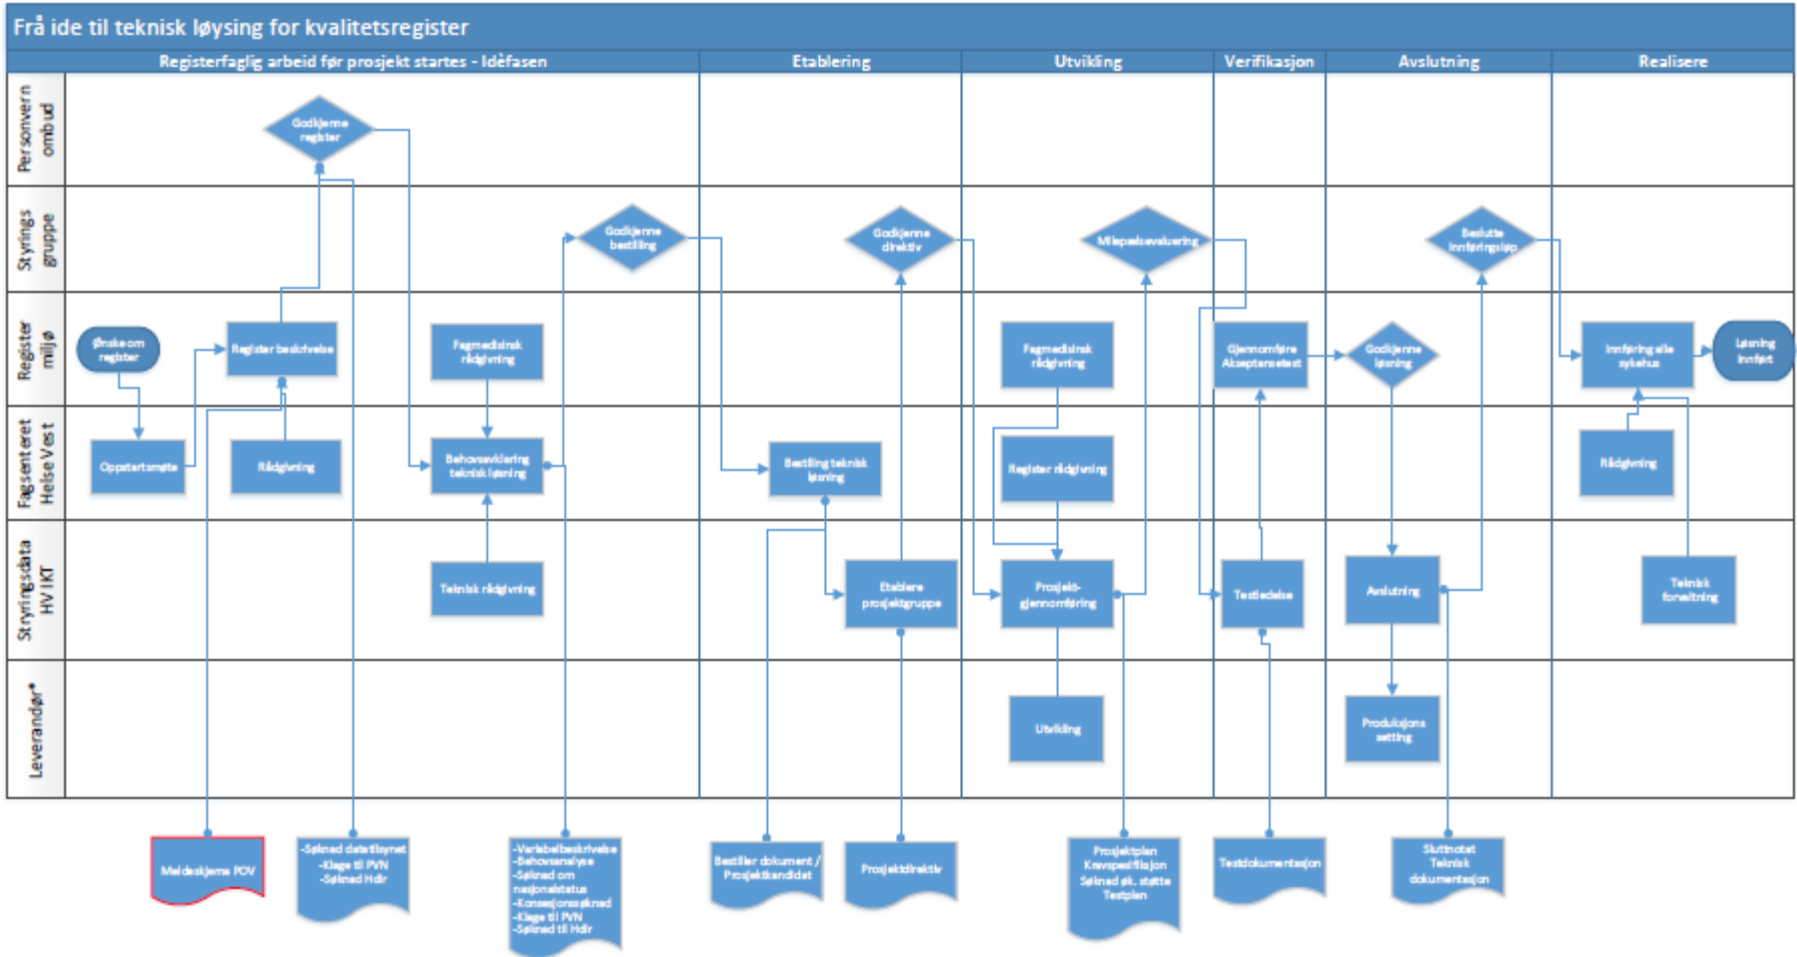 Frå ide til teknisk løysing for kvalitetsregister
Registerfaglig arbeid før prosjekt startes - Idèfasen
Etablering
Utvikling
Verifikasjon
Avslutning
Realisere
Personvern
ombud
Godkjenne
register
Styrings
gruppe
Godkjenne
bestilling
Godkjenne
direktiv
Milepælsevaluering
Beslutte
innføringsløp
Register
miljø
Ønske om
register
Register beskrivelse
Fagmedisinsk
rådgivning
Fagmedisinsk
rådgivning
Gjennomføre
Akseptansetest
Godkjenne
løsning
Innføring alle
sykehus
Løsning
innført
Fagsenteret
Helse Vest
Oppstartsmøte
Rådgivning
Behovsavklaring
teknisk løsning
Bestilling teknisk
løsning
Register rådgivning
Rådgivning
Stryringsdata
HV IKT
Teknisk rådgivning
Etablere
prosjektgruppe
Prosjekt-
gjennomføring
Testledelse
Avslutning
Teknisk
forvaltning
Leverandør*
Utvikling
Produksjons
setting
Meldeskjema POV
-Søknad datatilsynet
-Klage til PVN
-Søknad Hdir
-Variabelbeskrivelse
-Behovsanalyse
-Søknad om
nasjonalstatus
-Konsesjonssøknad
-Klage til PVN
-Søknad til Hdir
Bestiller dokument /
Prosjektkandidat
Prosjektdirektiv
Prosjektplan
Kravspesifikasjon
Søknad øk. støtte
Testplan
Testdokumentasjon
Sluttnotat
Teknisk
dokumentasjon